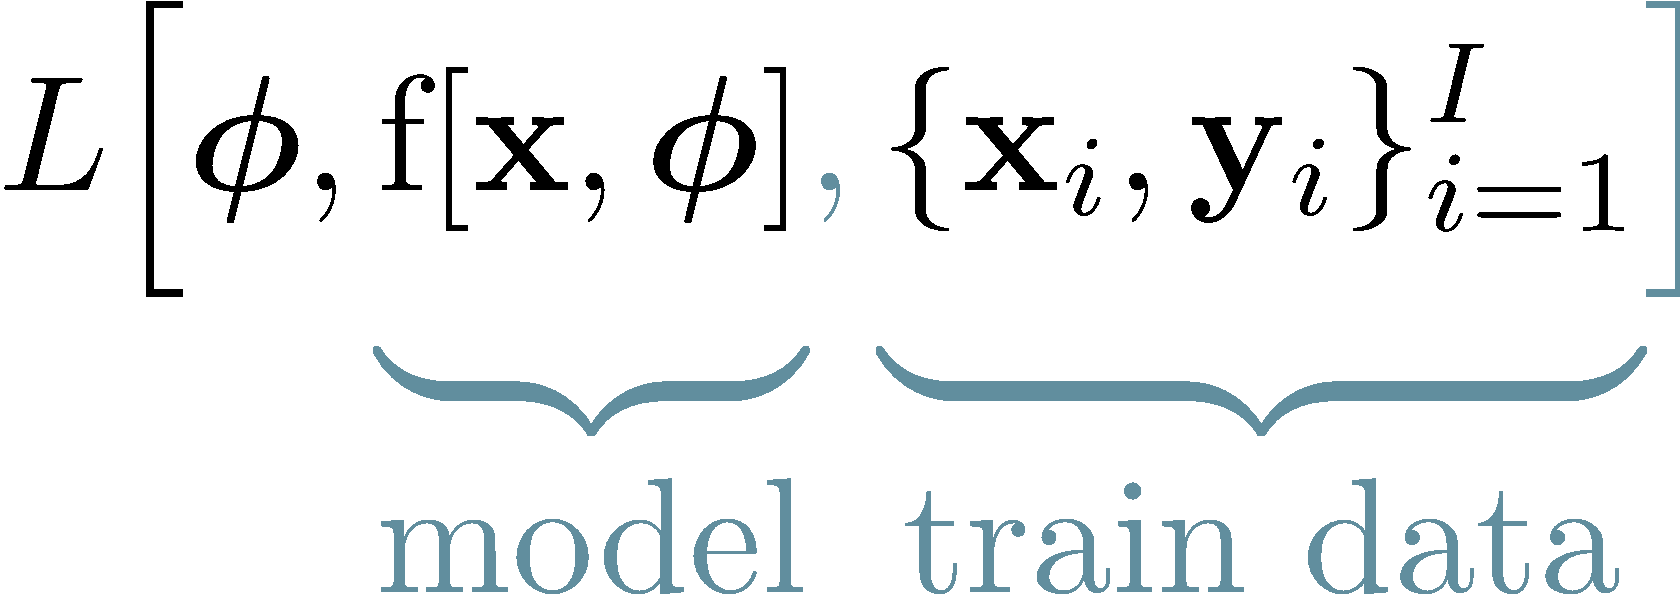 L[ϕ, f[x, ϕ], {x_i, y_i}_{i=1}^I]
model train data